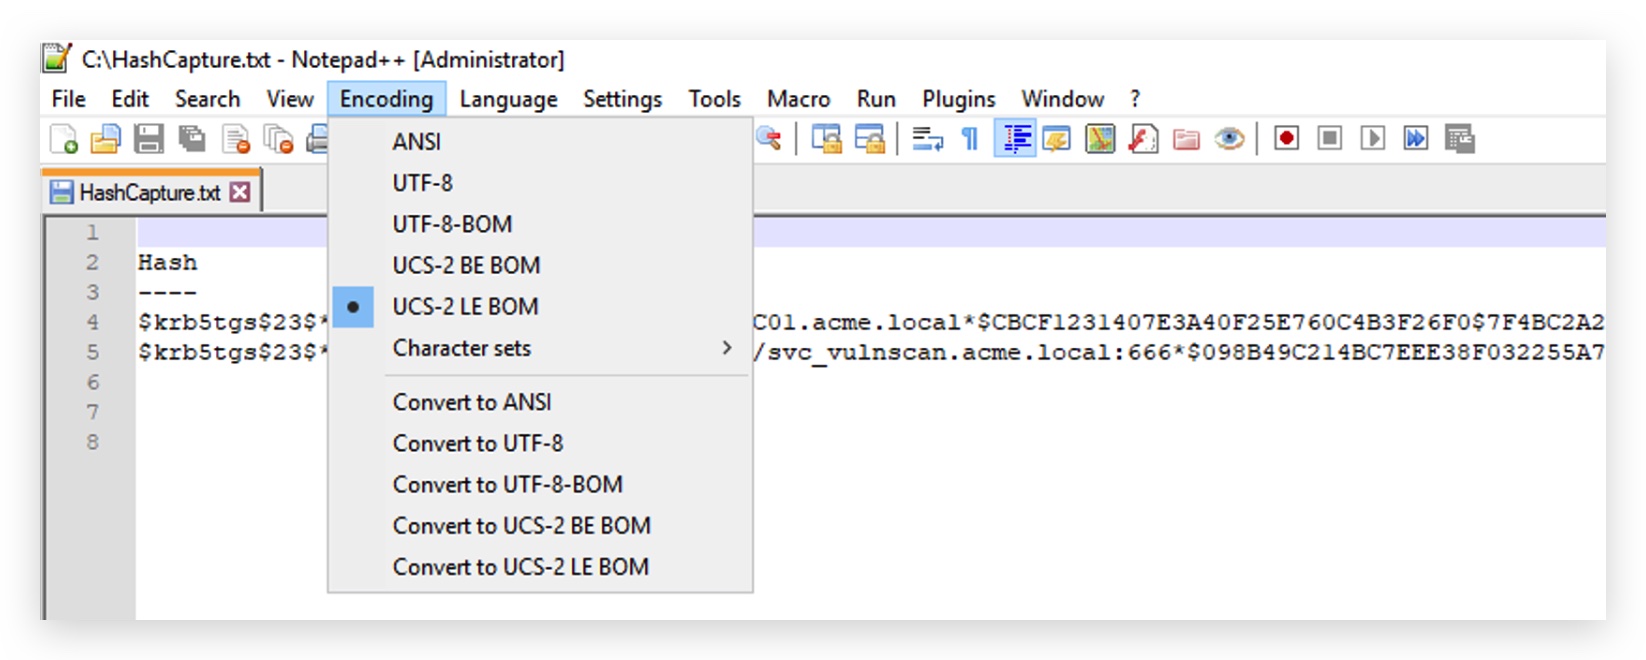 C:\HashCapture.txt - Notepad++ [Administrator]
File Edit Search View Encoding Language Settings Tools Macro Run Plugins Window ?
HashCapture.txt
ANSI
UTF-8
UTF-8-BOM
UCS-2 BE BOM
UCS-2 LE BOM
Character sets
Convert to ANSI
Convert to UTF-8
Convert to UTF-8-BOM
Convert to UCS-2 BE BOM
Convert to UCS-2 LE BOM
1
2 Hash
3 ----
4 $krb5tgs$23$* C01.acme.local*$CBCF1231407E3A40F25E760C4B3F26F0$7F4BC2A2
5 $krb5tgs$23$* /svc_vulnscan.acme.local:666*$098B49C214BC7EEE38F032255A7
6
7
8